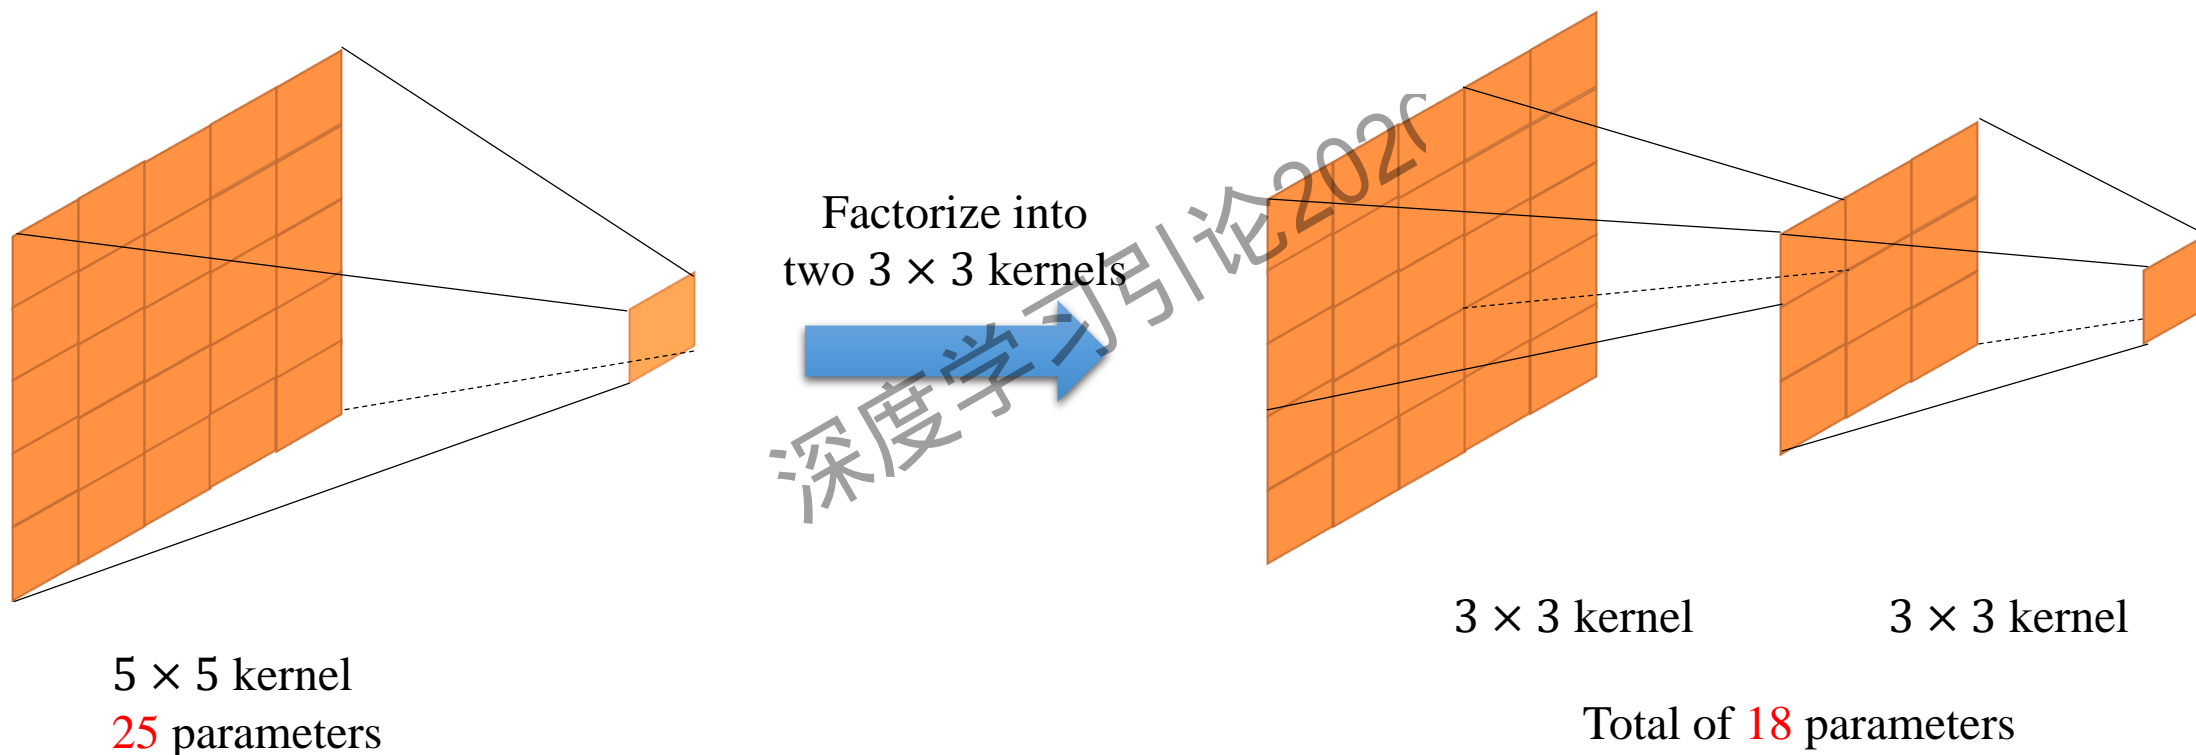 Factorize into
two 3 × 3 kernels
深度学习引论2020
3 × 3 kernel
3 × 3 kernel
5 × 5 kernel
25 parameters
Total of 18 parameters